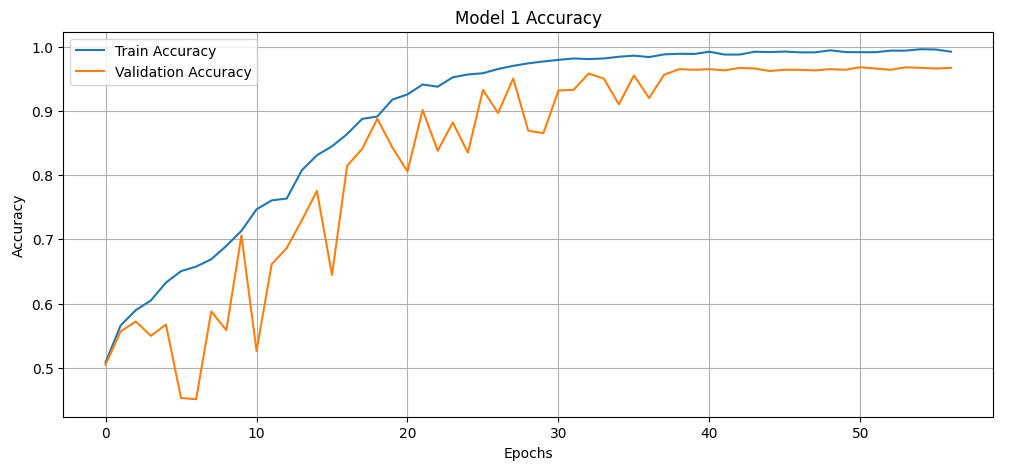 Model 1 Accuracy
Train Accuracy
Validation Accuracy
Accuracy
1.0
0.9
0.8
0.7
0.6
0.5
0 10 20 30 40 50
Epochs